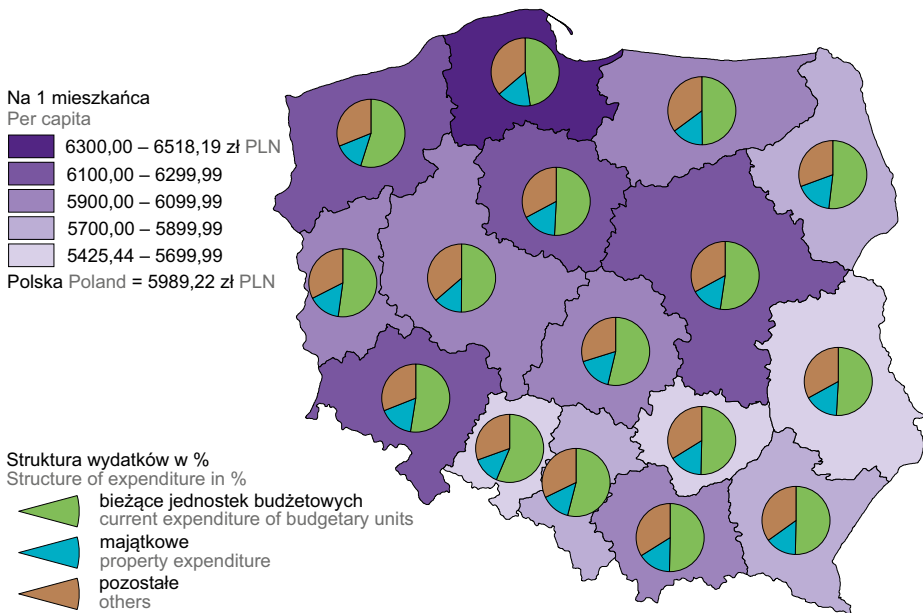 Na 1 mieszkańca
Per capita
6300,00 – 6518,19 zł PLN
6100,00 – 6299,99
5900,00 – 6099,99
5700,00 – 5899,99
5425,44 – 5699,99
Polska Poland = 5989,22 zł PLN
Struktura wydatków w %
Structure of expenditure in %
bieżące jednostek budżetowych
current expenditure of budgetary units
majątkowe
property expenditure
pozostałe
others